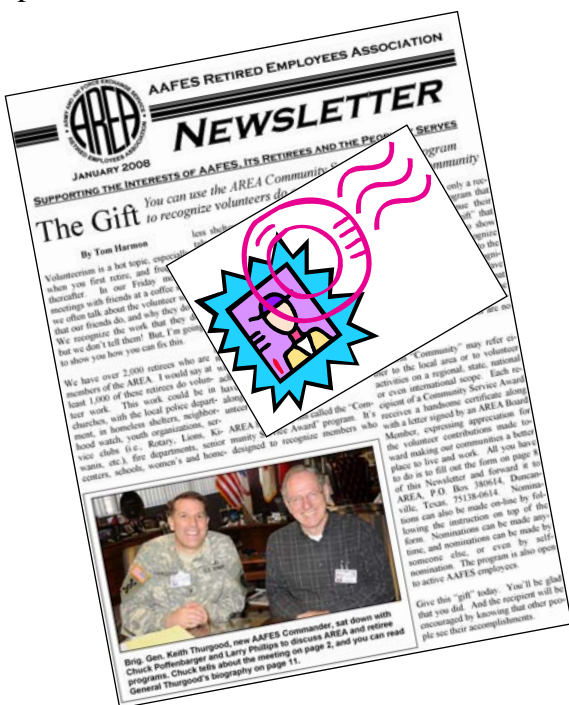 AAFES RETIRED EMPLOYEES ASSOCIATION
ARMY AND AIR FORCE EXCHANGE SERVICE
AREA
RETIRED EMPLOYEES ASSOCIATION
NEWSLETTER
JANUARY 2008
SUPPORTING THE INTERESTS OF AAFES, ITS RETIREES AND THE SERVES
The Gift
You can use the AREA Community
to recognize volunteers
By Tom Harmon
Volunteerism is a hot topic, especially
when you first retire, and
thereafter. In our Friday
meetings with friends at a coffee
we often talk about the volunteer
that our friends do, and why they do
We recognize the work that they do
but we don't tell them! But, I'm going
to show you how you can fix this.
We have over 2,000 retirees who are
members of the AREA. I would say at
least 1,000 of these retirees do volun-
teer work. This work could be in
churches, with the local police depart-
ment, in homeless shelters, neighbor-
hood watch, youth organizations, ser-
vice clubs (i.e., Rotary, Lions, Ki-
wanis, etc.), fire departments, senior
centers, schools, women's and home-
less
AREA called the "Com-
munity Service Award" program. It's
designed to recognize members who
only a rec-
program
ommunity
are no
"Community" may refer ei-
ther to the local area or to volunteer
activities on a regional, state, national
or even international scope. Each re-
cipient of a Community Service Award
receives a handsome certificate along
with a letter signed by an AREA Board
Member, expressing appreciation for
the volunteer contributions made to-
ward making our communities a better
place to live and work. All you have
to do is to fill out the form on page 8
of this Newsletter and forward it to
AREA, P.O. Box 380614, Duncan-
ville, Texas, 75138-0614. Nomina-
tions can also be made on-line by fol-
lowing the instruction on top of the
form. Nominations can be made any-
time, and nominations can be made by
someone else, or even by self-
nomination. The program is also open
to active AAFES employees.
Give this "gift" today. You'll be glad
that you did. And the recipient will be
encouraged by knowing that other peo-
ple see their accomplishments.
Brig. Gen. Keith Thurgood, new AAFES Commander, sat down with
Chuck Poffenbarger and Larry Phillips to discuss AREA and retiree
programs. Chuck tells about the meeting on page 2, and you can read
General Thurgood's biography on page 11.